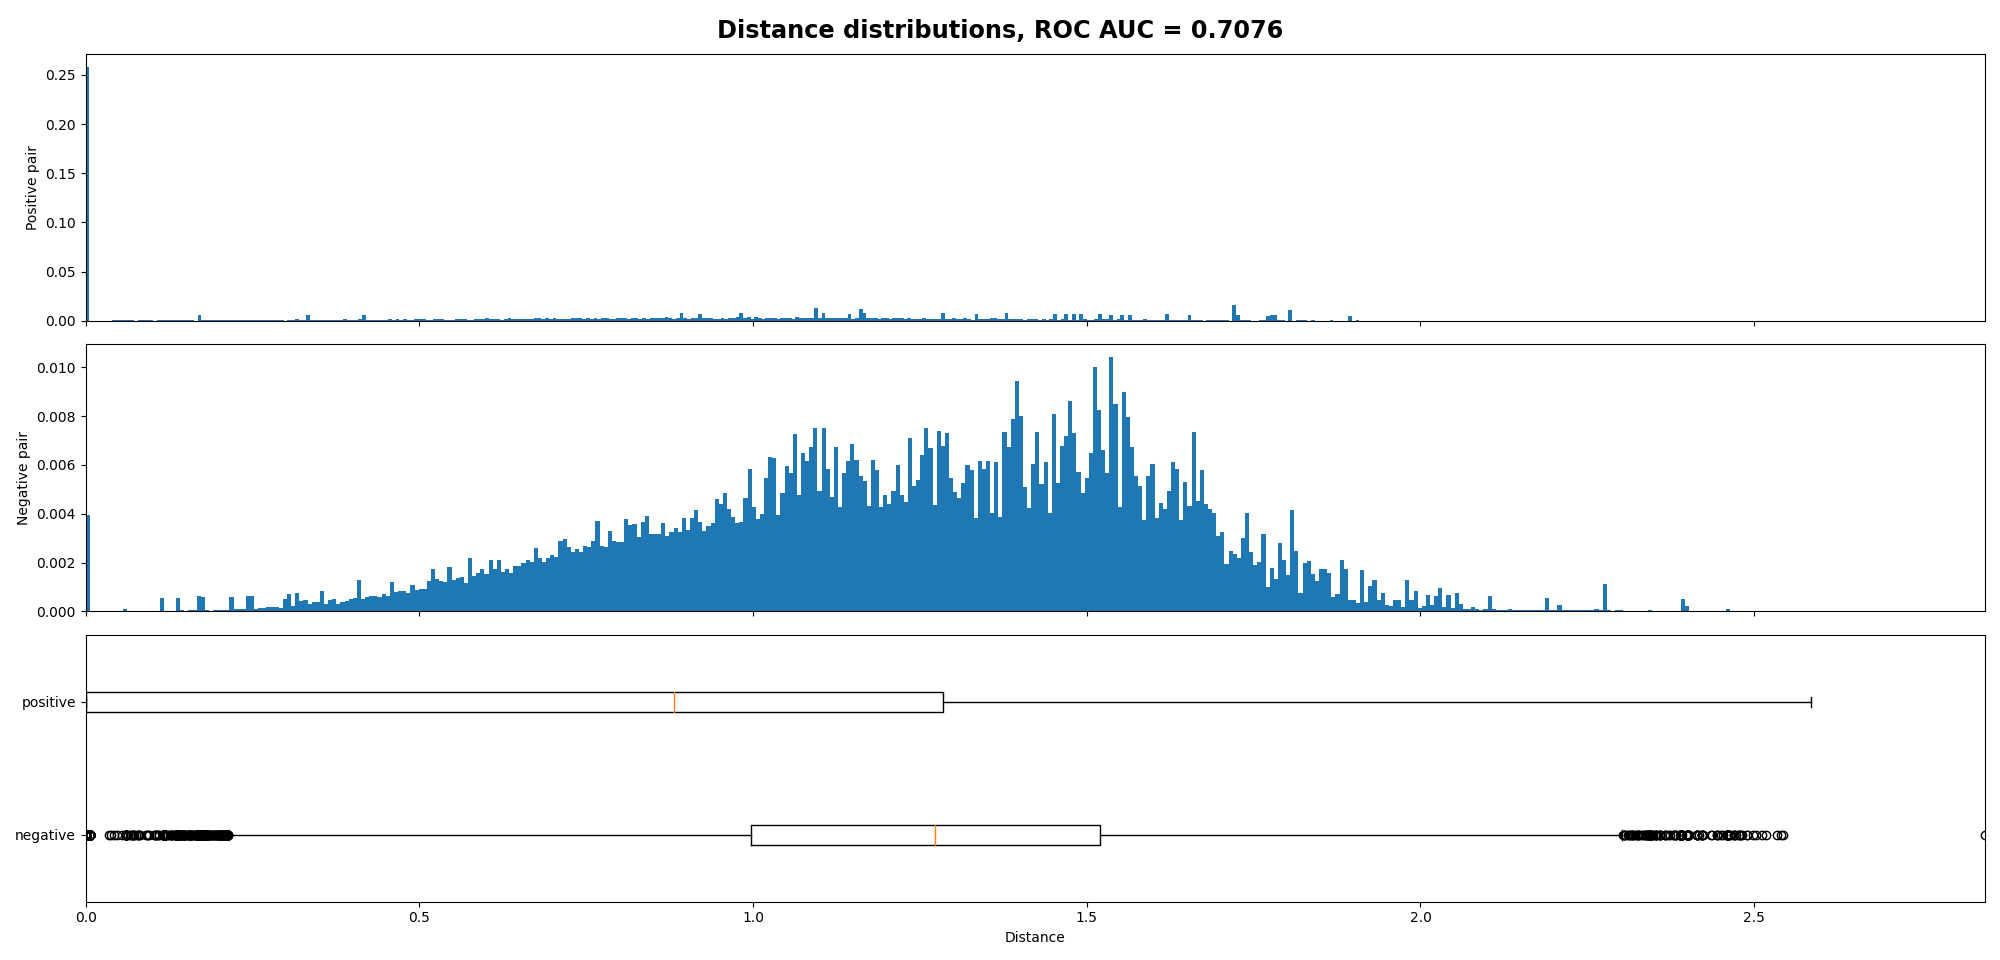 Distance distributions, ROC AUC = 0.7076
0.25
0.20
0.15
0.10
0.05
0.00
Positive pair
0.010
0.008
0.006
0.004
0.002
0.000
Negative pair
positive
negative
0.0 0.5 1.0 1.5 2.0 2.5
Distance